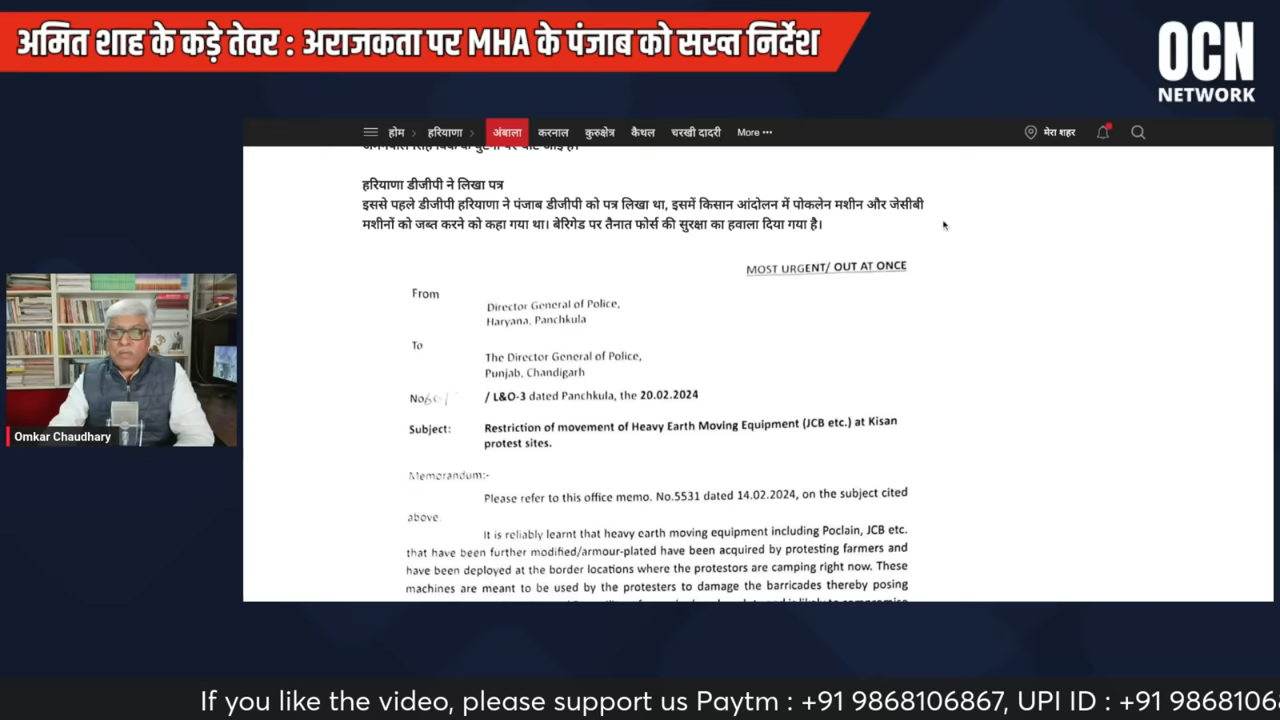 अमित शाह के कड़े तेवर : अराजकता पर MHA के पंजाब को सख्त निर्देश
OCN
NETWORK
होम
हरियाणा
अंबाला
करनाल
कुरुक्षेत्र
कैथल
चरखी दादरी
More •••
मेरा शहर
हरियाणा डीजीपी ने लिखा पत्र
इससे पहले डीजीपी हरियाणा ने पंजाब डीजीपी को पत्र लिखा था, इसमें किसान आंदोलन में पोकलेन मशीन और जेसीबी
मशीनों को जब्त करने को कहा गया था। बेरिगेड पर तैनात फोर्स की सुरक्षा का हवाला दिया गया है।
MOST URGENT/ OUT AT ONCE
From
Director General of Police,
Haryana, Panchkula
To
The Director General of Police,
Punjab, Chandigarh
No / L&O-3 dated Panchkula, the 20.02.2024
Subject: Restriction of movement of Heavy Earth Moving Equipment (JCB etc.) at Kisan
protest sites.
Memorandum:-
Please refer to this office memo. No.5531 dated 14.02.2024, on the subject cited
above.
It is reliably learnt that heavy earth moving equipment including Poclain, JCB etc.
that have been further modified/armour-plated have been acquired by protesting farmers and
have been deployed at the border locations where the protestors are camping right now. These
machines are meant to be used by the protesters to damage the barricades thereby posing
Omkar Chaudhary
If you like the video, please support us Paytm : +91 9868106867, UPI ID : +91 9868106